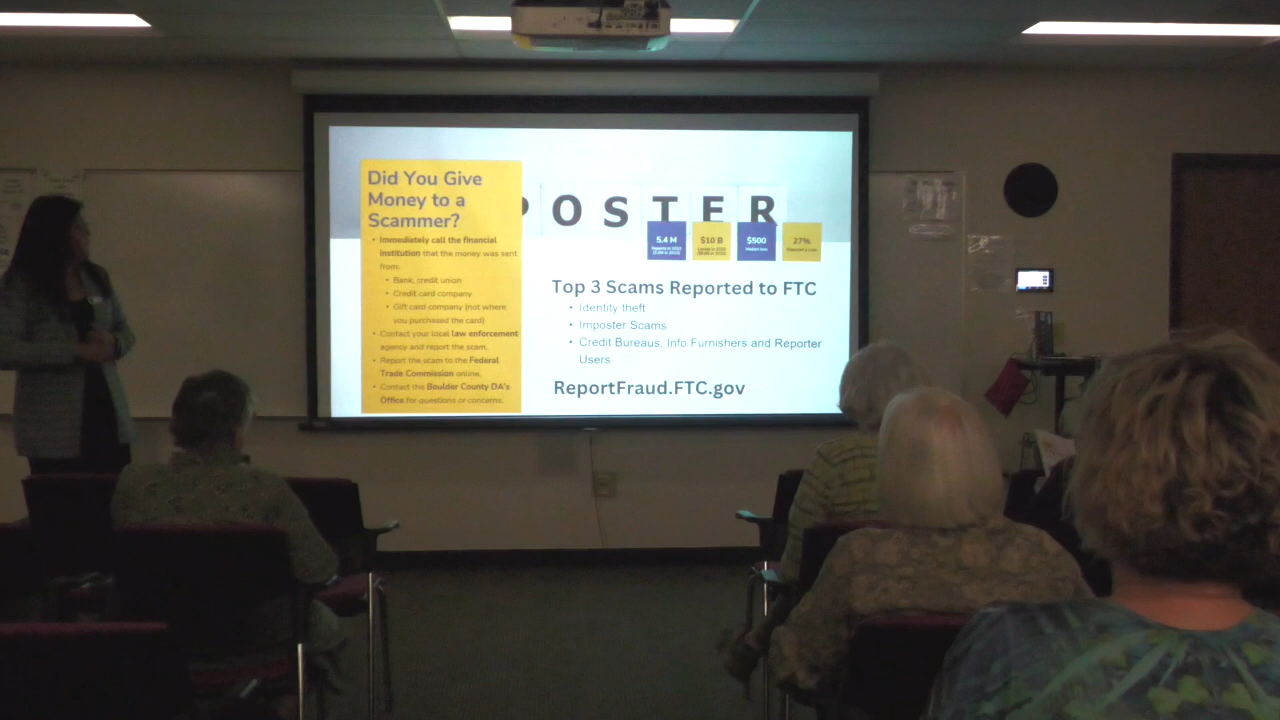 Did You Give
Money to a
Scammer?
• Immediately call the financial
institution that the money was sent
from:
• Bank, credit union
• Credit card company
• Gift card company (not where
you purchased the card)
• Contact your local law enforcement
agency and report the scam.
• Report the scam to the Federal
Trade Commission online.
• Contact the Boulder County DA's
Office for questions or concerns.
POSTER
5.4 M
$10 B
$500
27%
Top 3 Scams Reported to FTC
• Identity theft
• Imposter Scams
• Credit Bureaus, Info Furnishers and Reporter
Users
ReportFraud.FTC.gov